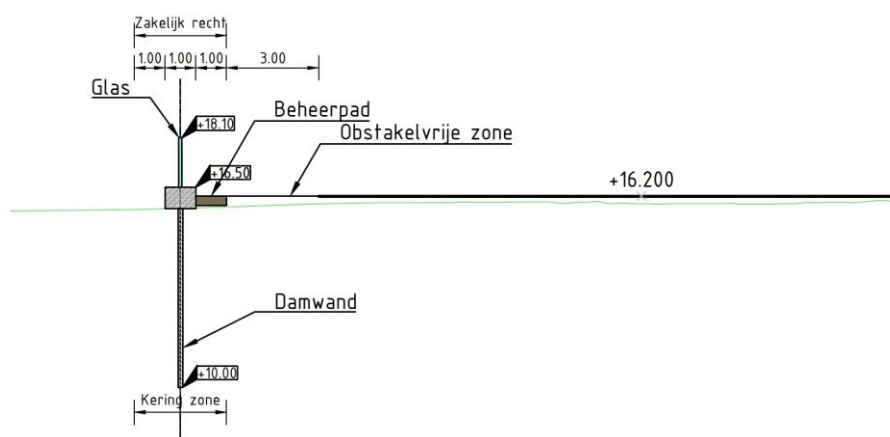 Zakelijk recht
1.00 1.00 1.00 3.00
Glas
Beheerpad
+18.10
Obstakelvrije zone
+16.50
+16.200
Damwand
+10.00
Kering zone